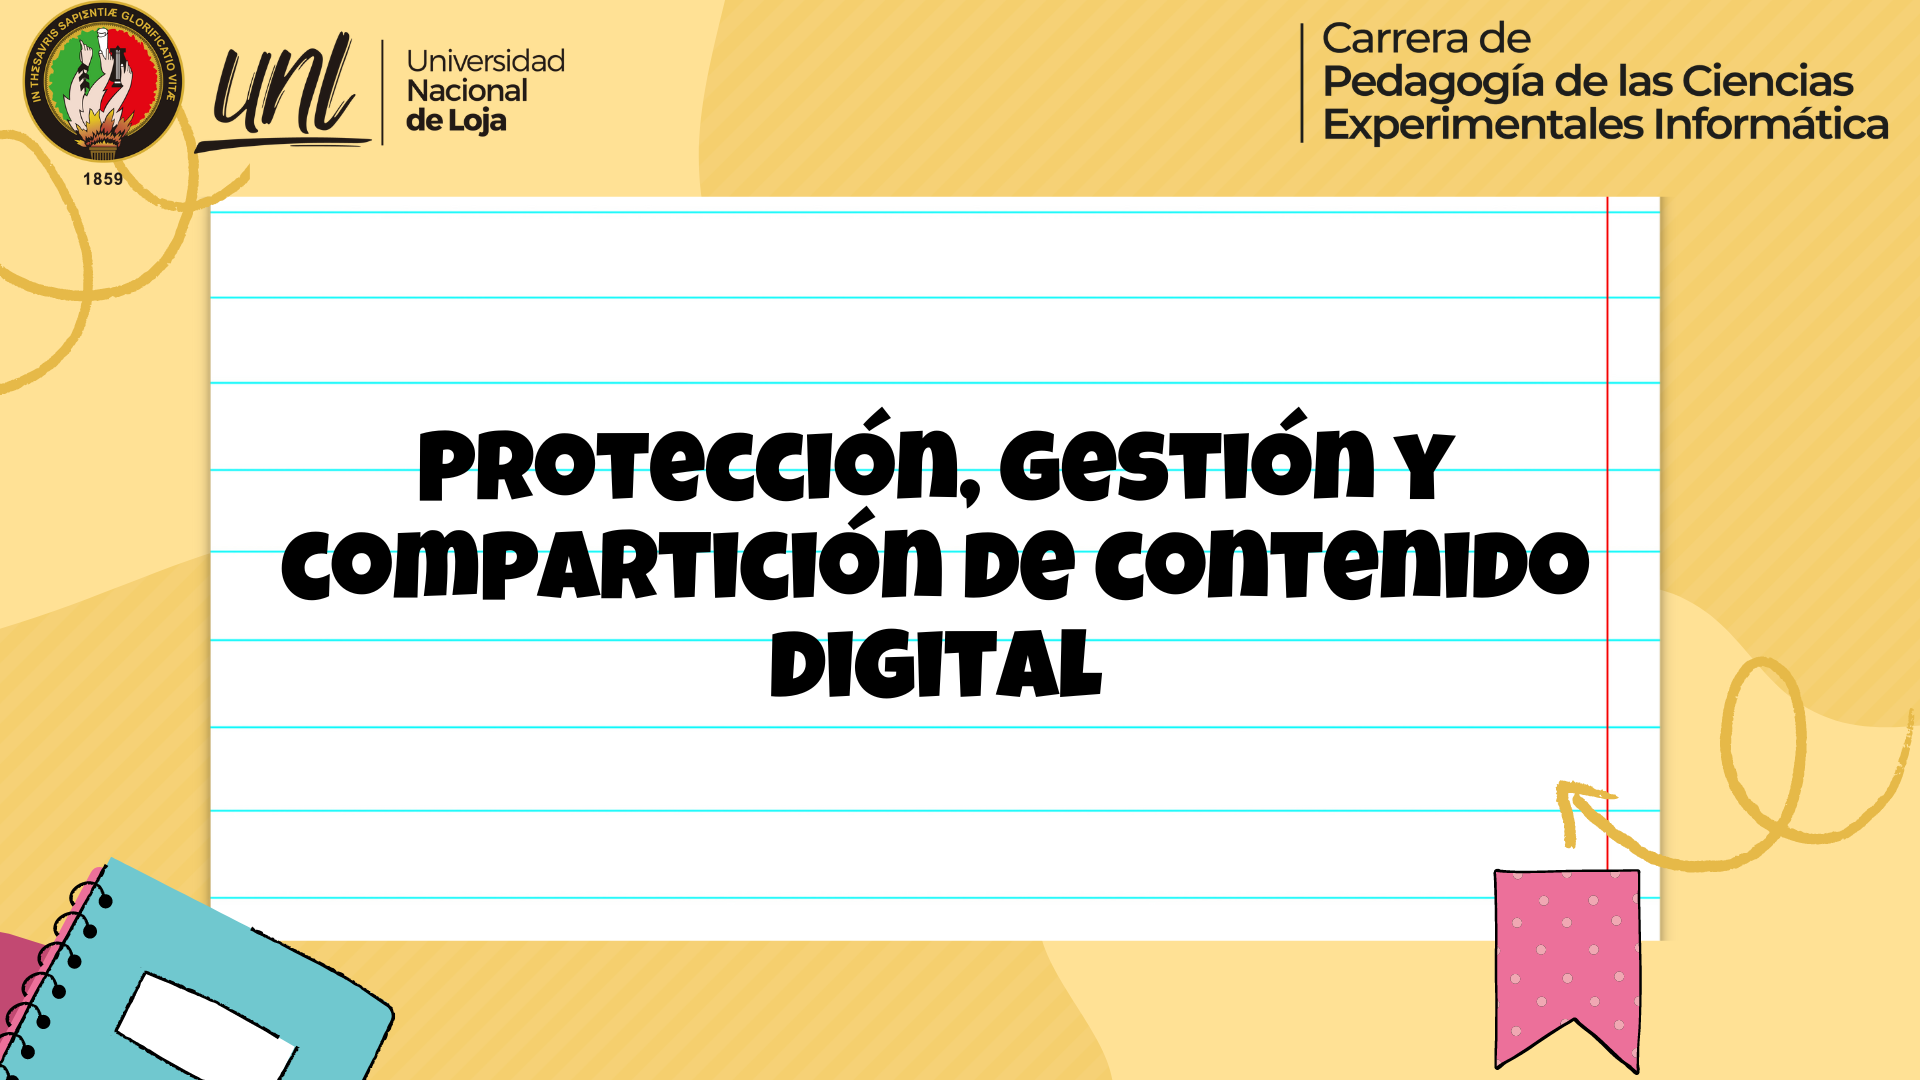 IN THESAVRIS SAPIENTIÆ GLORIFICATIO VITÆ
1859
unl
Universidad
Nacional
de Loja
Carrera de
Pedagogía de las Ciencias
Experimentales Informática
PROTECCIÓN, GESTIÓN Y
COMPARTICIÓN DE CONTENIDO
DIGITAL